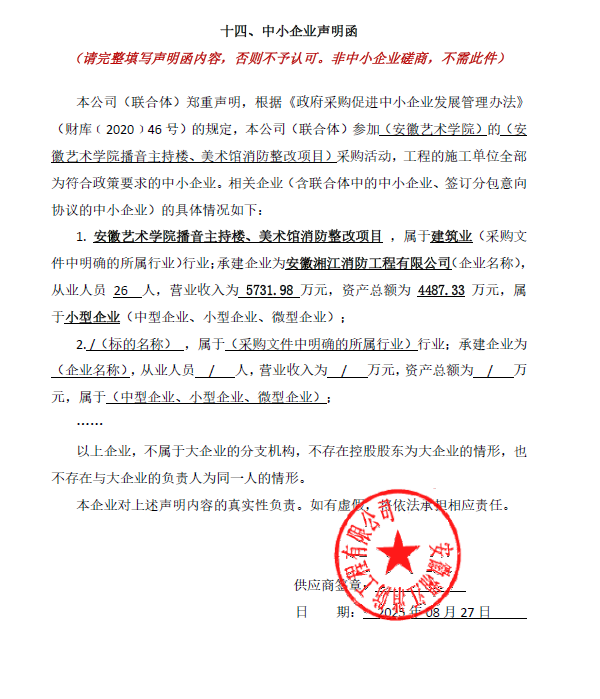 十四、中小企业声明函
（请完整填写声明函内容，否则不予认可。非中小企业磋商，不需此件）
本公司（联合体）郑重声明，根据《政府采购促进中小企业发展管理办法》
（财库﹝2020﹞46 号）的规定，本公司（联合体）参加（安徽艺术学院）的（安
徽艺术学院播音主持楼、美术馆消防整改项目）采购活动，工程的施工单位全部
为符合政策要求的中小企业。相关企业（含联合体中的中小企业、签订分包意向
协议的中小企业）的具体情况如下：
1. 安徽艺术学院播音主持楼、美术馆消防整改项目 ，属于建筑业（采购文
件中明确的所属行业）行业；承建企业为安徽湘江消防工程有限公司（企业名称），
从业人员 26 人，营业收入为 5731.98 万元，资产总额为 4487.33 万元，属
于小型企业（中型企业、小型企业、微型企业）；
2. /（标的名称） ，属于（采购文件中明确的所属行业）行业；承建企业为
（企业名称），从业人员 / 人，营业收入为 / 万元，资产总额为 / 万
元，属于（中型企业、小型企业、微型企业）；
……
以上企业，不属于大企业的分支机构，不存在控股股东为大企业的情形，也
不存在与大企业的负责人为同一人的情形。
本企业对上述声明内容的真实性负责。如有虚假，将依法承担相应责任。
安徽湘江消防工程有限公司
供应商签章：
日 期： 2025 年 08 月 27 日